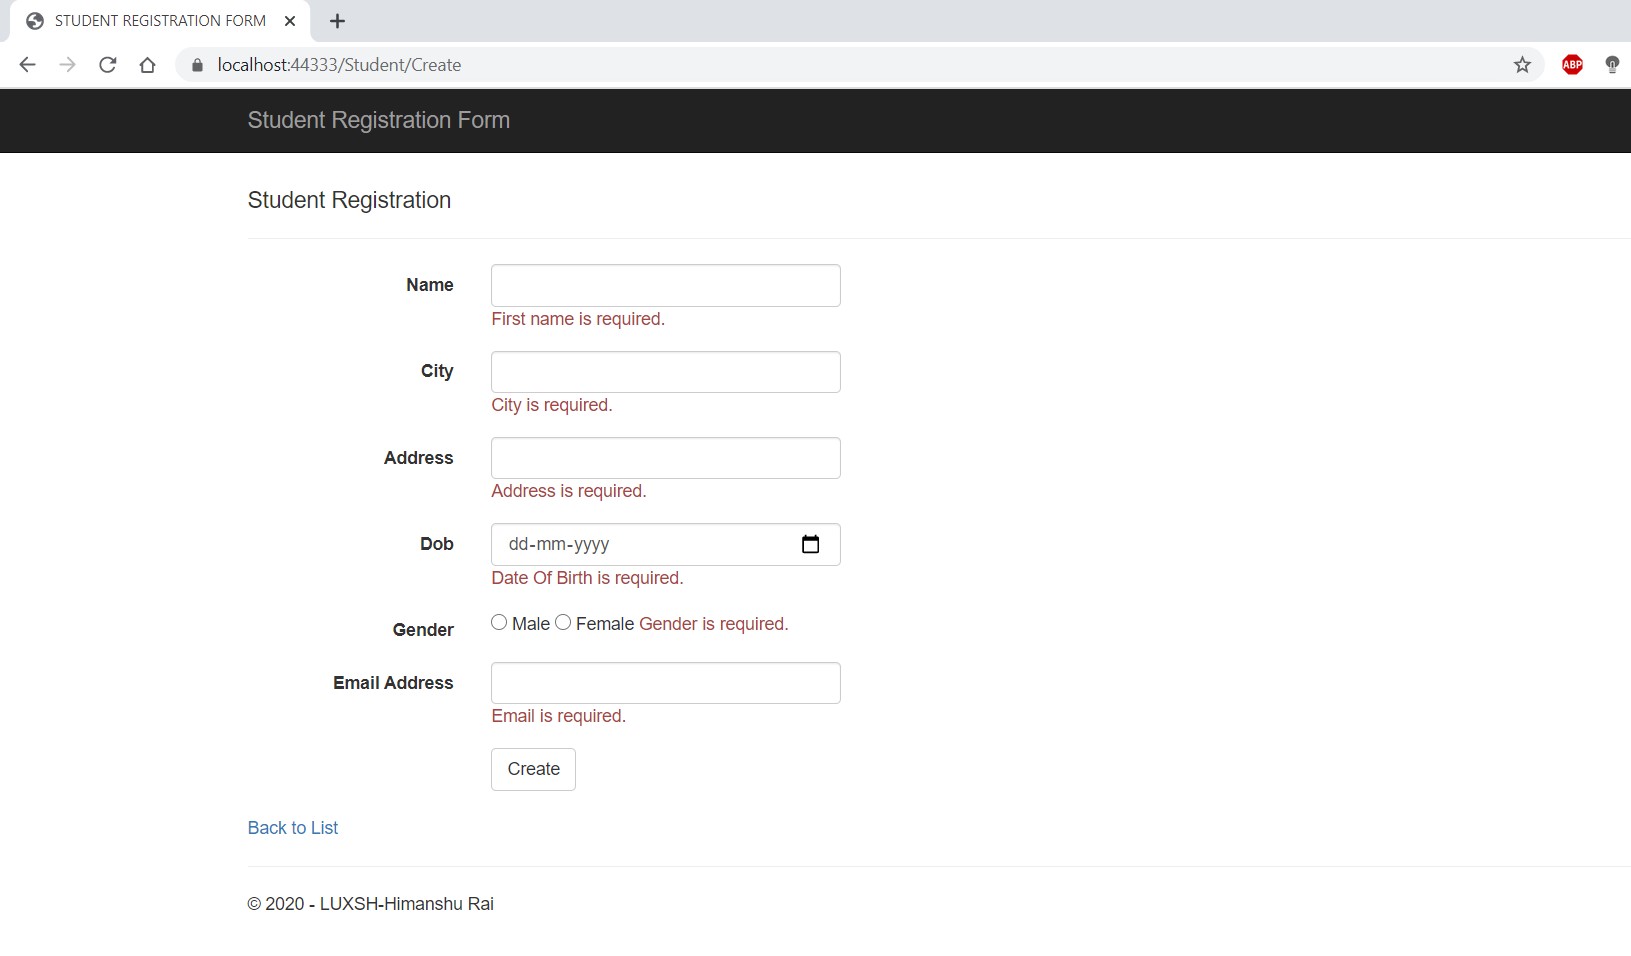 STUDENT REGISTRATION FORM
localhost:44333/Student/Create
ABP
Student Registration Form
Student Registration
Name
First name is required.
City
City is required.
Address
Address is required.
Dob
dd-mm-yyyy
Date Of Birth is required.
Gender
Male Female Gender is required.
Email Address
Email is required.
Create
Back to List
© 2020 - LUXSH-Himanshu Rai